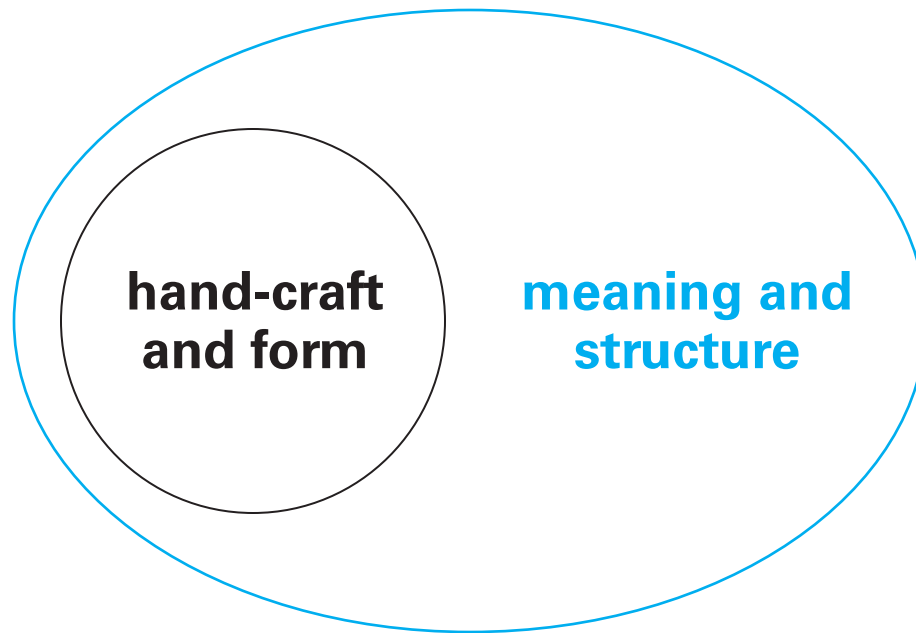 hand-craft
and form
meaning and
structure